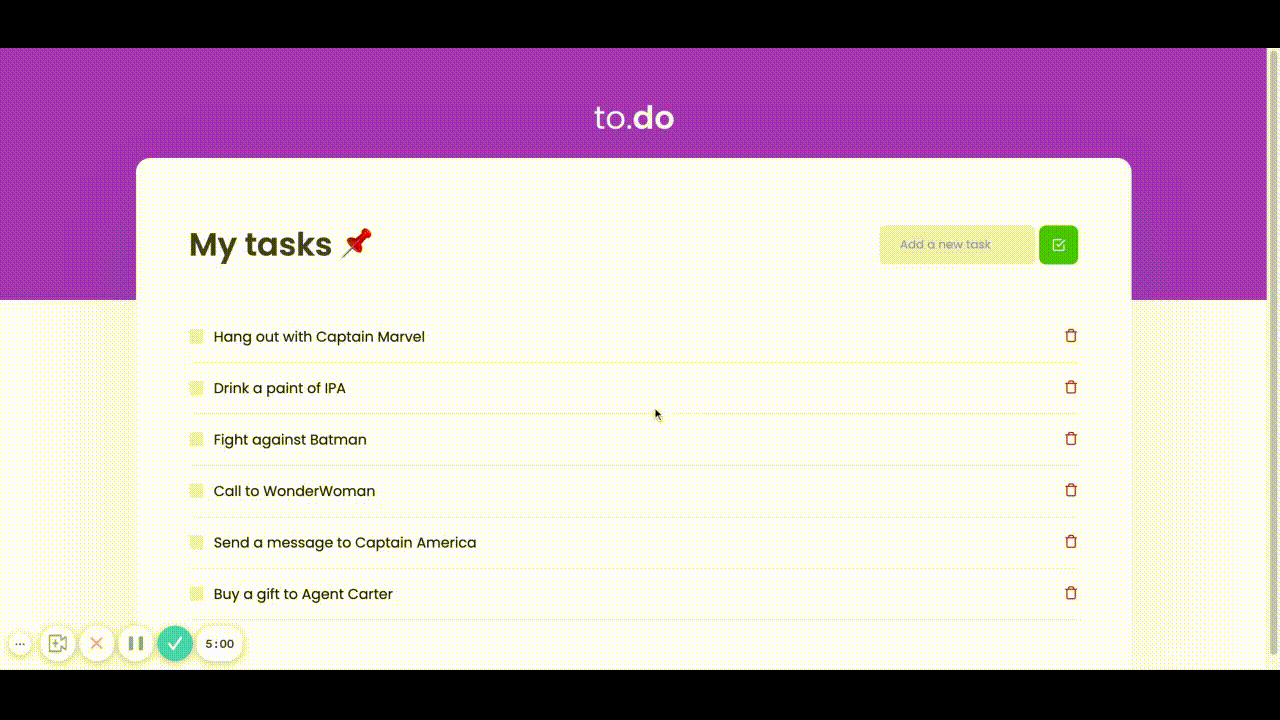 to.do
My tasks 📌
Add a new task
Hang out with Captain Marvel
Drink a paint of IPA
Fight against Batman
Call to WonderWoman
Send a message to Captain America
Buy a gift to Agent Carter
5:00